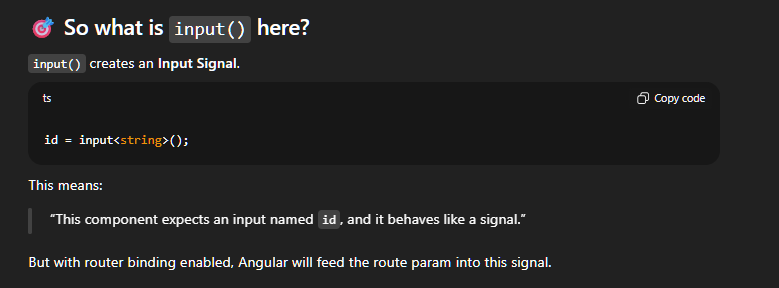 🎯 So what is input() here?
input() creates an Input Signal.
ts
Copy code
id = input<string>();
This means:
“This component expects an input named id, and it behaves like a signal.”
But with router binding enabled, Angular will feed the route param into this signal.